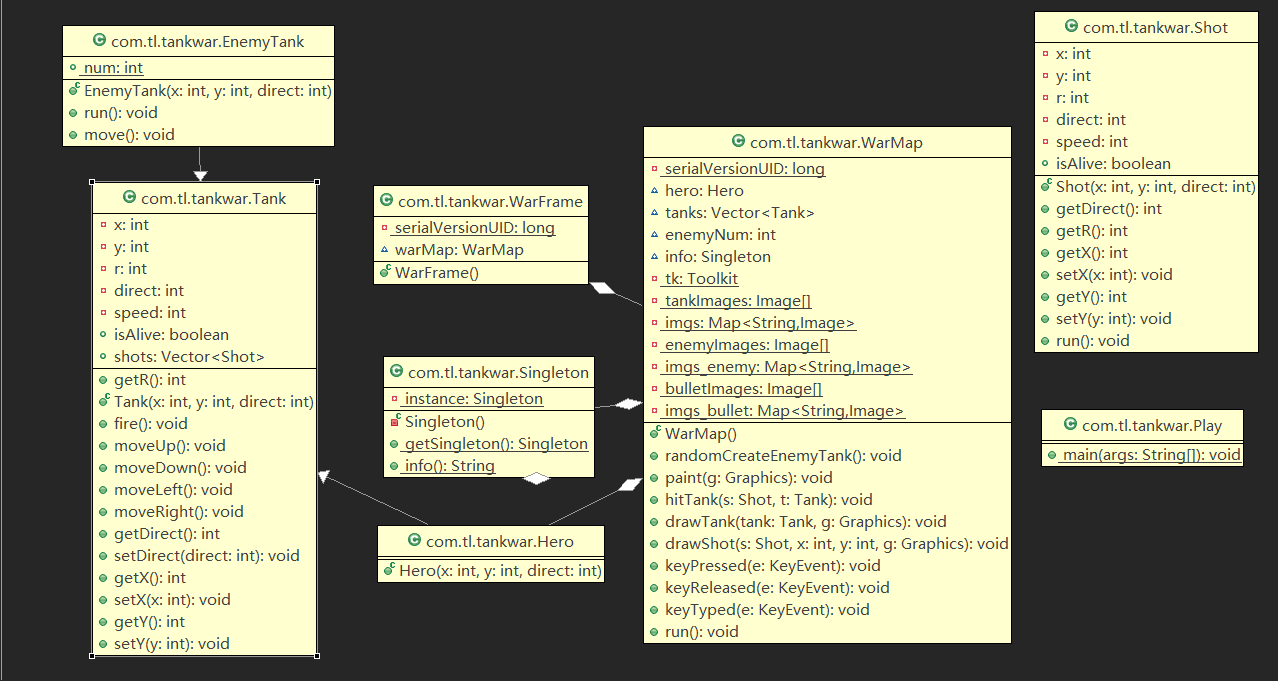 com.tl.tankwar.EnemyTank
num: int
EnemyTank(x: int, y: int, direct: int)
run(): void
move(): void
com.tl.tankwar.Tank
x: int
y: int
r: int
direct: int
speed: int
isAlive: boolean
shots: Vector<Shot>
getR(): int
Tank(x: int, y: int, direct: int)
fire(): void
moveUp(): void
moveDown(): void
moveLeft(): void
moveRight(): void
getDirect(): int
setDirect(direct: int): void
getX(): int
setX(x: int): void
getY(): int
setY(y: int): void
com.tl.tankwar.WarFrame
serialVersionUID: long
warMap: WarMap
WarFrame()
com.tl.tankwar.Singleton
instance: Singleton
Singleton()
getSingleton(): Singleton
info(): String
com.tl.tankwar.Hero
Hero(x: int, y: int, direct: int)
com.tl.tankwar.WarMap
serialVersionUID: long
hero: Hero
tanks: Vector<Tank>
enemyNum: int
info: Singleton
tk: Toolkit
tankImages: Image[]
imgs: Map<String,Image>
enemyImages: Image[]
imgs_enemy: Map<String,Image>
bulletImages: Image[]
imgs_bullet: Map<String,Image>
WarMap()
randomCreateEnemyTank(): void
paint(g: Graphics): void
hitTank(s: Shot, t: Tank): void
drawTank(tank: Tank, g: Graphics): void
drawShot(s: Shot, x: int, y: int, g: Graphics): void
keyPressed(e: KeyEvent): void
keyReleased(e: KeyEvent): void
keyTyped(e: KeyEvent): void
run(): void
com.tl.tankwar.Shot
x: int
y: int
r: int
direct: int
speed: int
isAlive: boolean
Shot(x: int, y: int, direct: int)
getDirect(): int
getR(): int
getX(): int
setX(x: int): void
getY(): int
setY(y: int): void
run(): void
com.tl.tankwar.Play
main(args: String[]): void